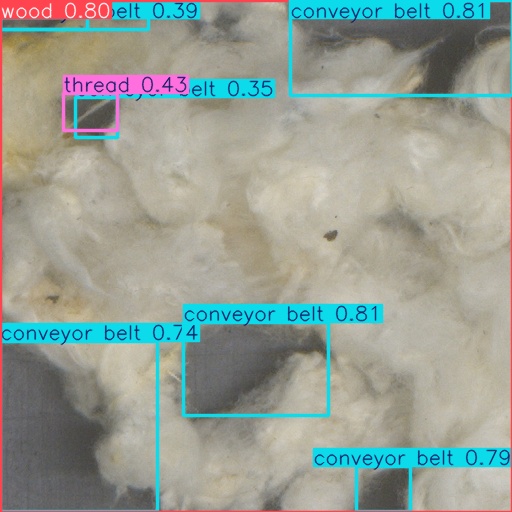 wood 0.80
belt 0.39
conveyor belt 0.81
thread 0.43
belt 0.35
conveyor belt 0.81
conveyor belt 0.74
conveyor belt 0.79